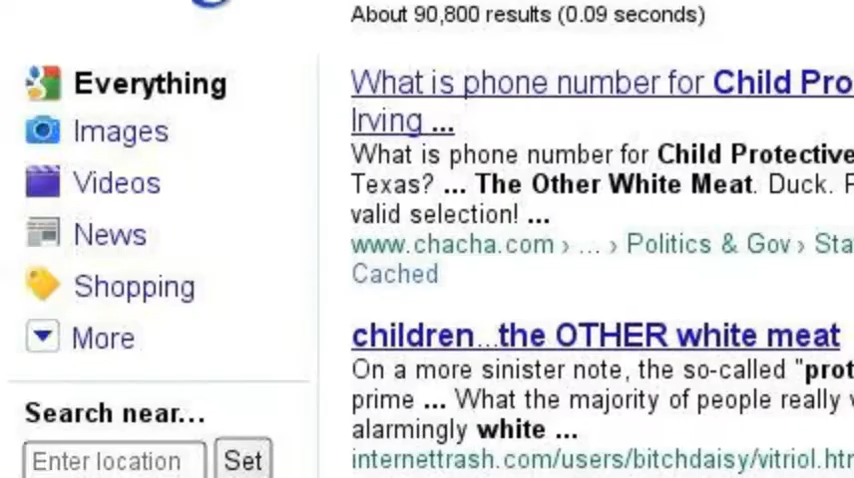 About 90,800 results (0.09 seconds)
Everything
Images
Videos
News
Shopping
More
Search near...
Enter location
Set
What is phone number for Child Pro
Irving ...
What is phone number for Child Protective
Texas? ... The Other White Meat. Duck.
valid selection! ...
www.chacha.com › ... › Politics & Gov › Sta
Cached
children...the OTHER white meat
On a more sinister note, the so-called "prot
prime ... What the majority of people really
alarmingly white ...
internettrash.com/users/bitchdaisy/vitriol.htm